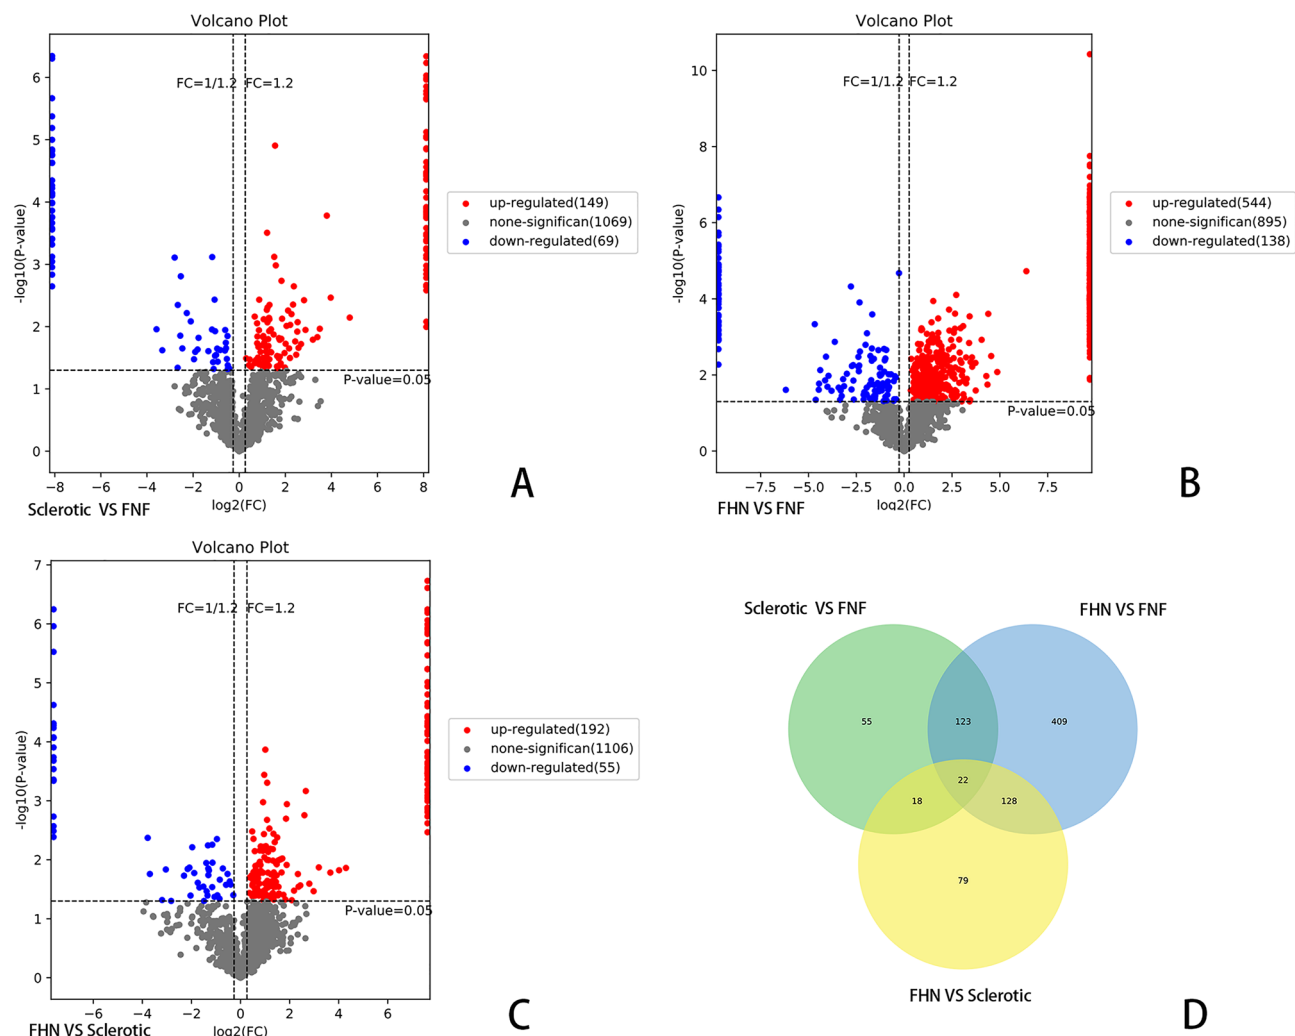 Volcano Plot
FC=1/1.2 FC=1.2
-log10(P-value)
6
5
4
3
2
1
0
up-regulated(149)
none-significan(1069)
down-regulated(69)
P-value=0.05
−8 −6 −4 −2 0 2 4 6 8
log2(FC)
Sclerotic VS FNF
A
Volcano Plot
FC=1/1.2 FC=1.2
-log10(P-value)
10
8
6
4
2
0
up-regulated(544)
none-significan(895)
down-regulated(138)
P-value=0.05
−7.5 −5.0 −2.5 0.0 2.5 5.0 7.5
log2(FC)
FHN VS FNF
B
Volcano Plot
FC=1/1.2 FC=1.2
-log10(P-value)
7
6
5
4
3
2
1
0
up-regulated(192)
none-significan(1106)
down-regulated(55)
P-value=0.05
−6 −4 −2 0 2 4 6
log2(FC)
FHN VS Sclerotic
C
Sclerotic VS FNF
FHN VS FNF
55
123
409
22
18
128
79
FHN VS Sclerotic
D